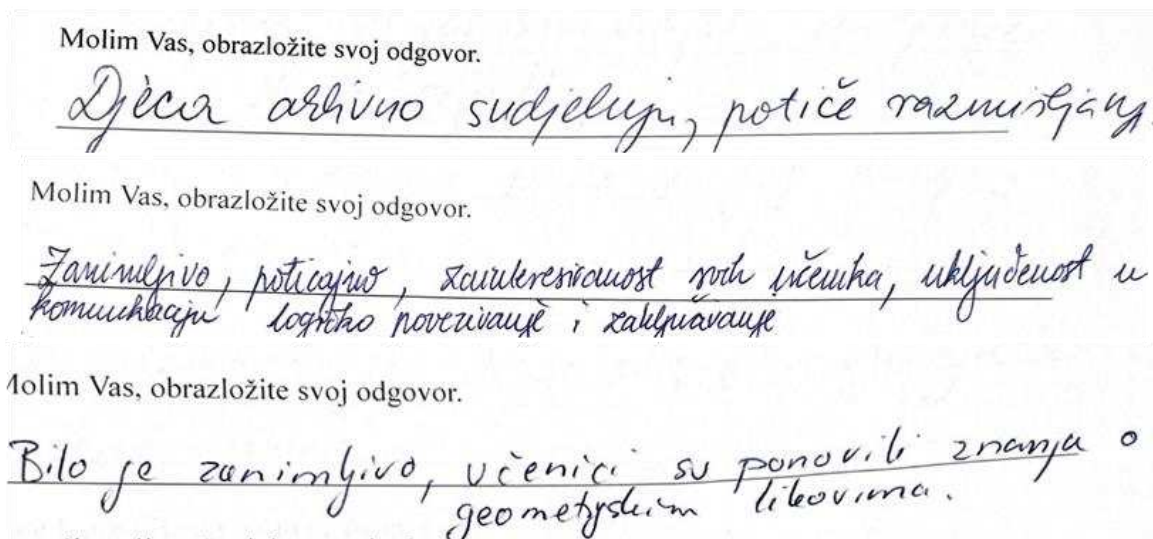 Molim Vas, obrazložite svoj odgovor.
Djeca aktivno sudjeluju, potiče razmišljanje.
Molim Vas, obrazložite svoj odgovor.
Zanimljivo, poticajno, zainteresiranost svih učenika, uključenost u
komunikaciju logičko povezivanje i zaključavanje
Molim Vas, obrazložite svoj odgovor.
Bilo je zanimljivo, učenici su ponovili znanja o
geometrijskim likovima.